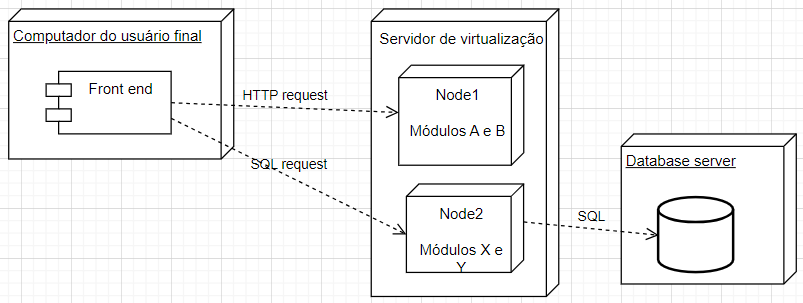 Computador do usuário final
Front end
HTTP request
SQL request
Servidor de virtualização
Node1
Módulos A e B
Node2
Módulos X e
Y
SQL
Database server